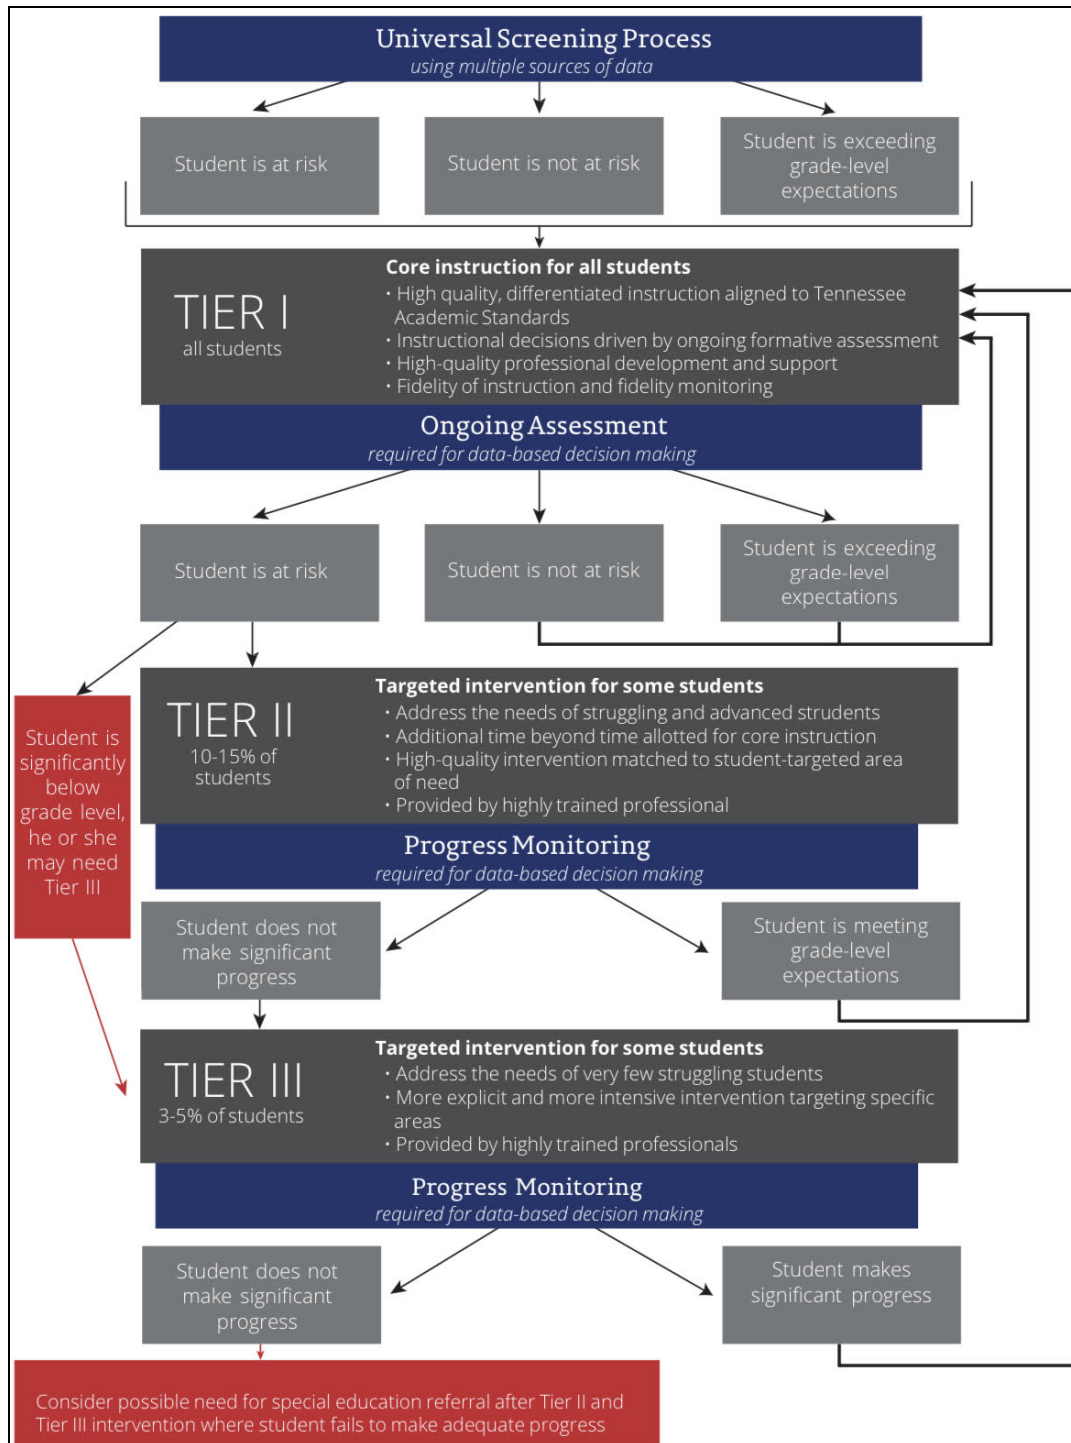 Universal Screening Process
using multiple sources of data
Student is at risk
Student is not at risk
Student is exceeding
grade-level
expectations
TIER I
all students
Core instruction for all students
• High quality, differentiated instruction aligned to Tennessee
Academic Standards
• Instructional decisions driven by ongoing formative assessment
• High-quality professional development and support
• Fidelity of instruction and fidelity monitoring
Ongoing Assessment
required for data-based decision making
Student is at risk
Student is not at risk
Student is exceeding
grade-level
expectations
Student is
significantly
below
grade level,
he or she
may need
Tier III
TIER II
10-15% of
students
Targeted intervention for some students
• Address the needs of struggling and advanced strudents
• Additional time beyond time allotted for core instruction
• High-quality intervention matched to student-targeted area
of need
• Provided by highly trained professional
Progress Monitoring
required for data-based decision making
Student does not
make significant
progress
Student is meeting
grade-level
expectations
TIER III
3-5% of students
Targeted intervention for some students
• Address the needs of very few struggling students
• More explicit and more intensive intervention targeting specific
areas
• Provided by highly trained professionals
Progress Monitoring
required for data-based decision making
Student does not
make significant
progress
Student makes
significant progress
Consider possible need for special education referral after Tier II and
Tier III intervention where student fails to make adequate progress